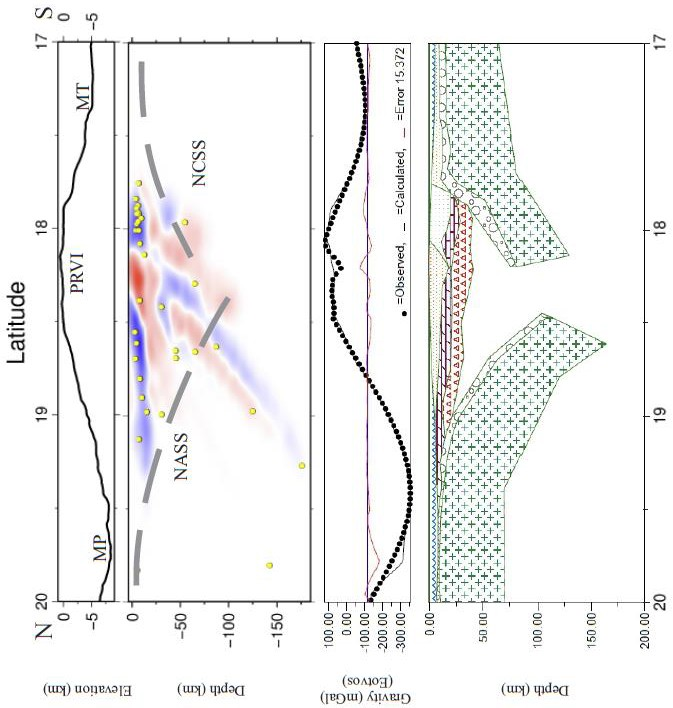 Latitude
N
20
19
18
17
S
0
-5
Elevation (km)
0
-5
MP
PRVI
MT
Depth (km)
0
-50
-100
-150
NASS
NCSS
Gravity (mGal)
(Eotvos)
100.00
0.00
-100.00
-200.00
-300.00
=Observed, =Calculated, =Error 15.372
Depth (km)
0.00
50.00
100.00
150.00
200.00
20
19
18
17